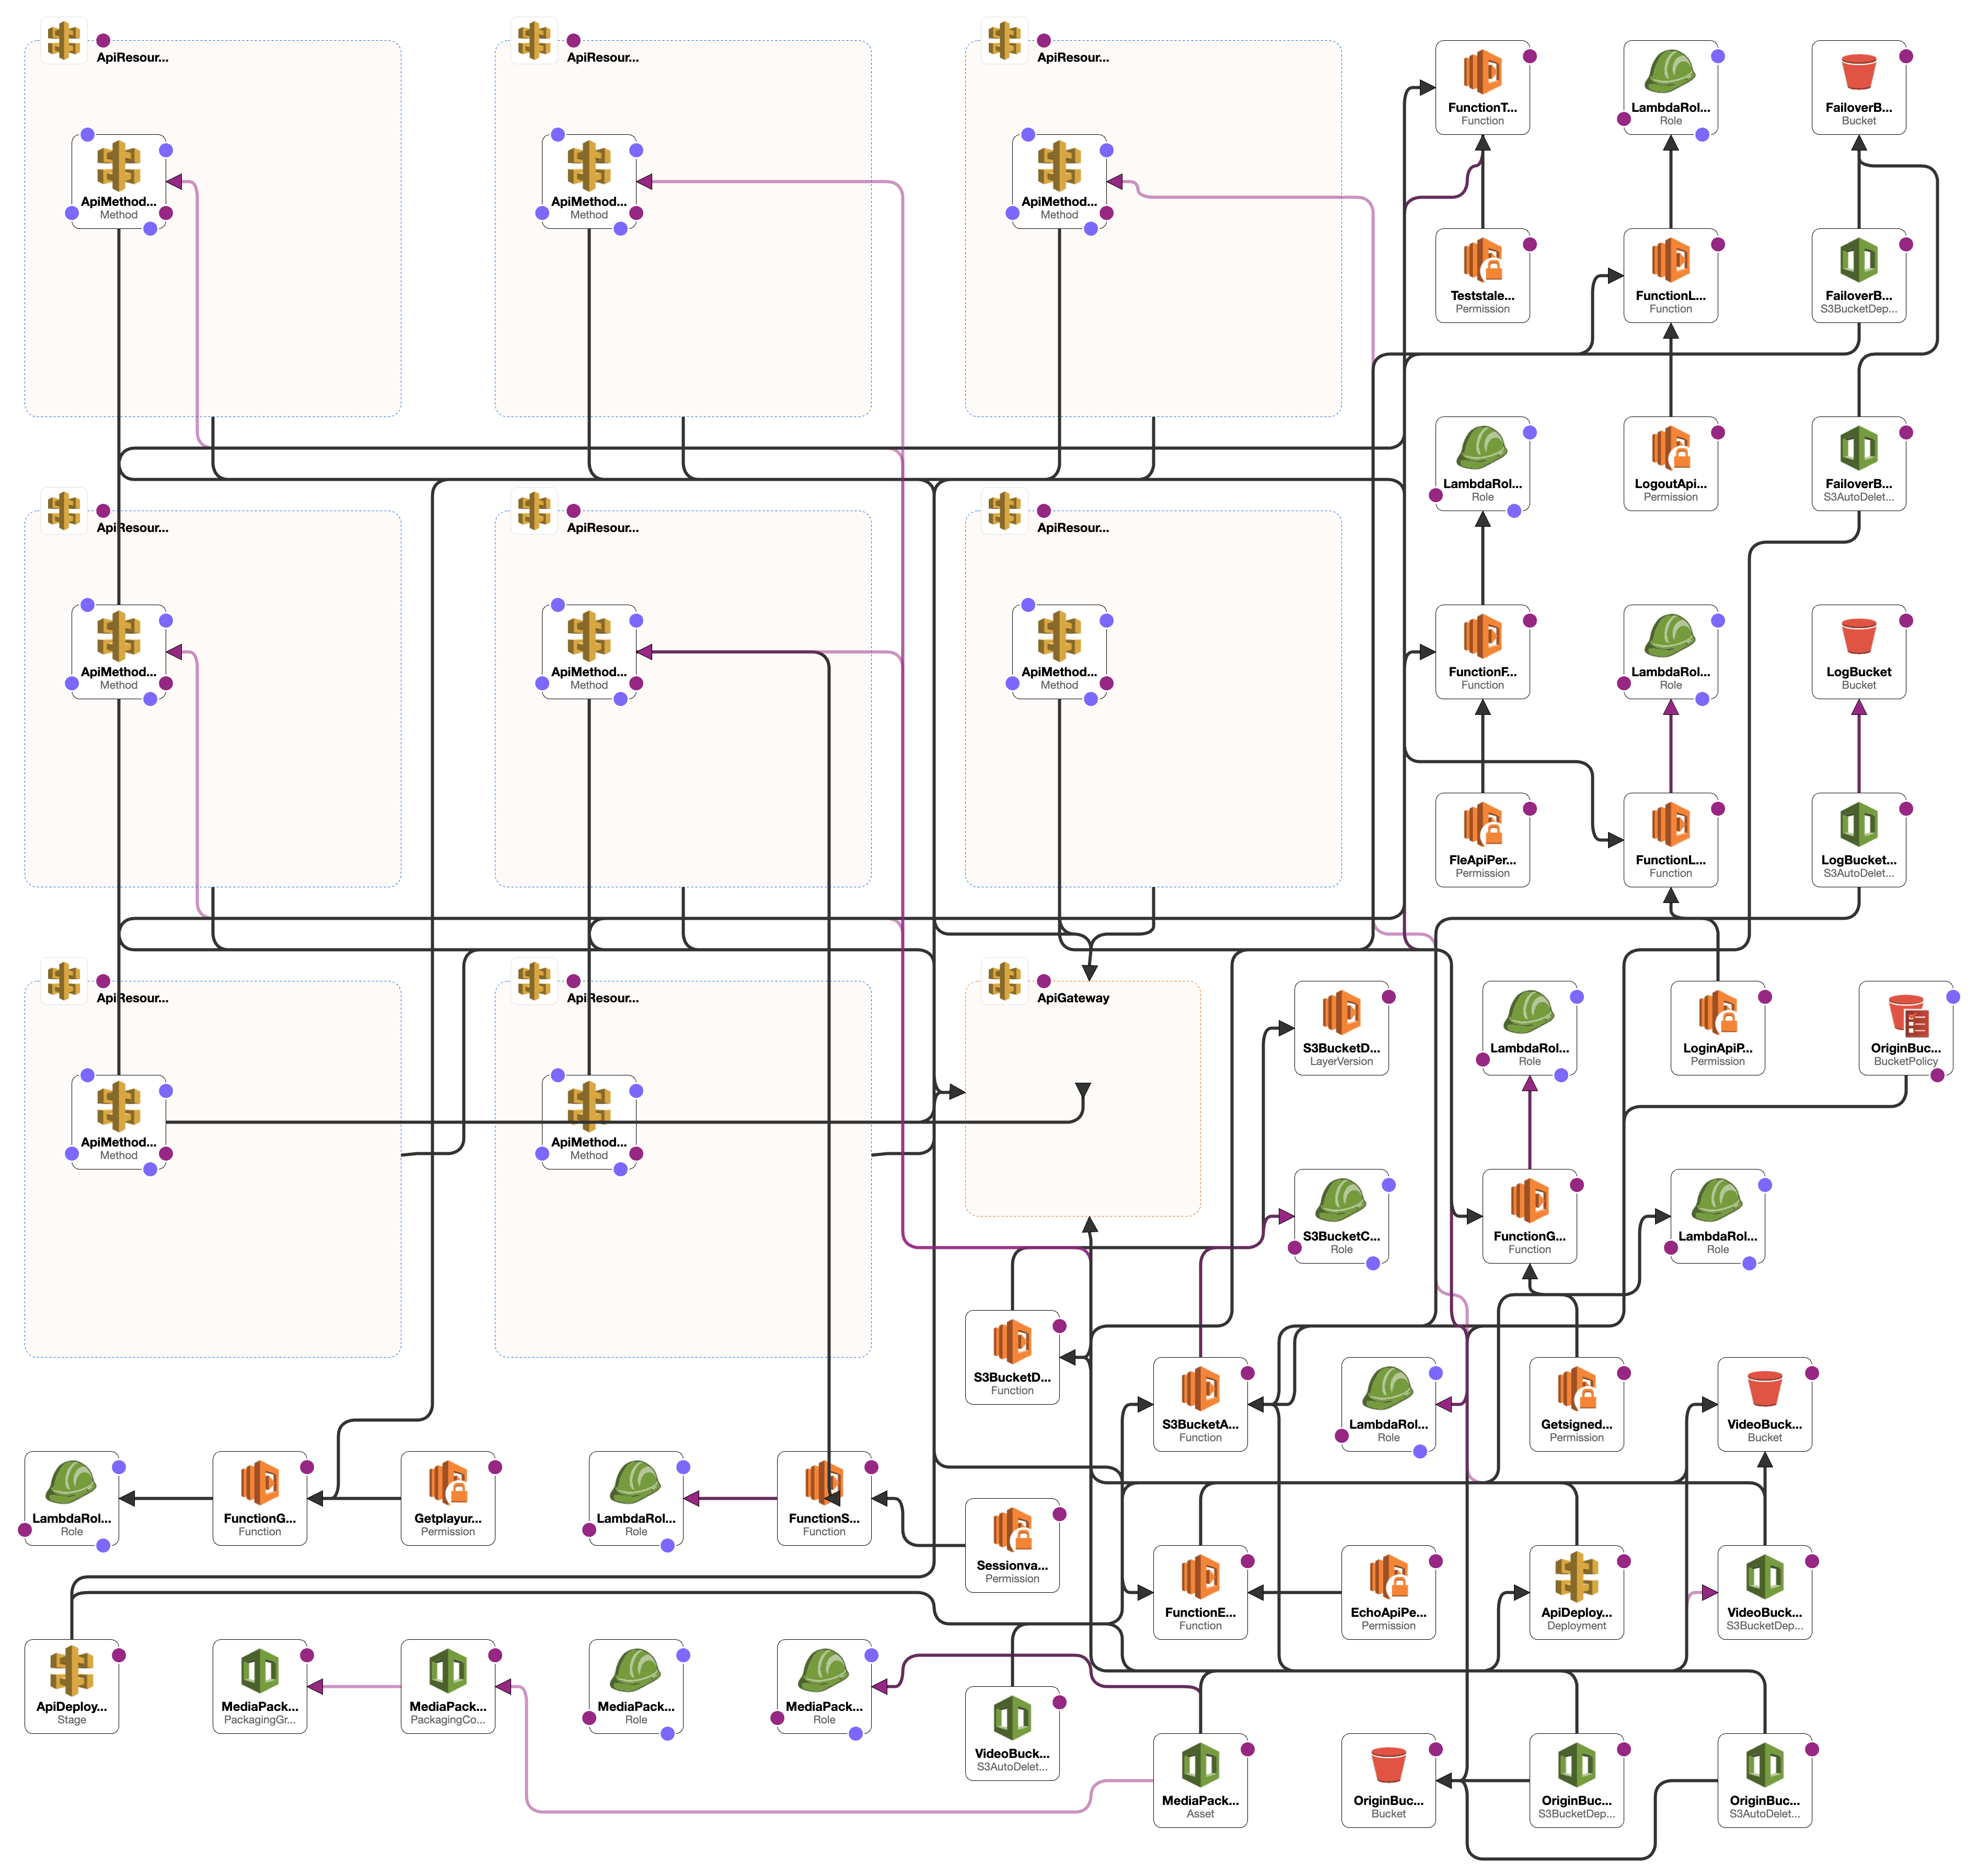 ApiResour...
ApiResour...
ApiResour...
FunctionT...
Function
LambdaRol...
Role
FailoverB...
Bucket
ApiMethod...
Method
ApiMethod...
Method
ApiMethod...
Method
Teststale...
Permission
FunctionL...
Function
FailoverB...
S3BucketDep...
LambdaRol...
Role
LogoutApi...
Permission
FailoverB...
S3AutoDelet...
ApiResour...
ApiResour...
ApiResour...
ApiMethod...
Method
ApiMethod...
Method
ApiMethod...
Method
FunctionF...
Function
LambdaRol...
Role
LogBucket
Bucket
FleApiPer...
Permission
FunctionL...
Function
LogBucket...
S3AutoDelet...
ApiResour...
ApiResour...
ApiGateway
S3BucketD...
LayerVersion
LambdaRol...
Role
LoginApiP...
Permission
OriginBuc...
BucketPolicy
ApiMethod...
Method
ApiMethod...
Method
S3BucketC...
Role
FunctionG...
Function
LambdaRol...
Role
S3BucketD...
Function
S3BucketA...
Function
LambdaRol...
Role
Getsigned...
Permission
VideoBuck...
Bucket
LambdaRol...
Role
FunctionG...
Function
Getplayur...
Permission
LambdaRol...
Role
FunctionS...
Function
Sessionva...
Permission
FunctionE...
Function
EchoApiPe...
Permission
ApiDeploy...
Deployment
VideoBuck...
S3BucketDep...
ApiDeploy...
Stage
MediaPack...
PackagingGr...
MediaPack...
PackagingCo...
MediaPack...
Role
MediaPack...
Role
VideoBuck...
S3AutoDelet...
MediaPack...
Asset
OriginBuc...
Bucket
OriginBuc...
S3BucketDep...
OriginBuc...
S3AutoDelet...